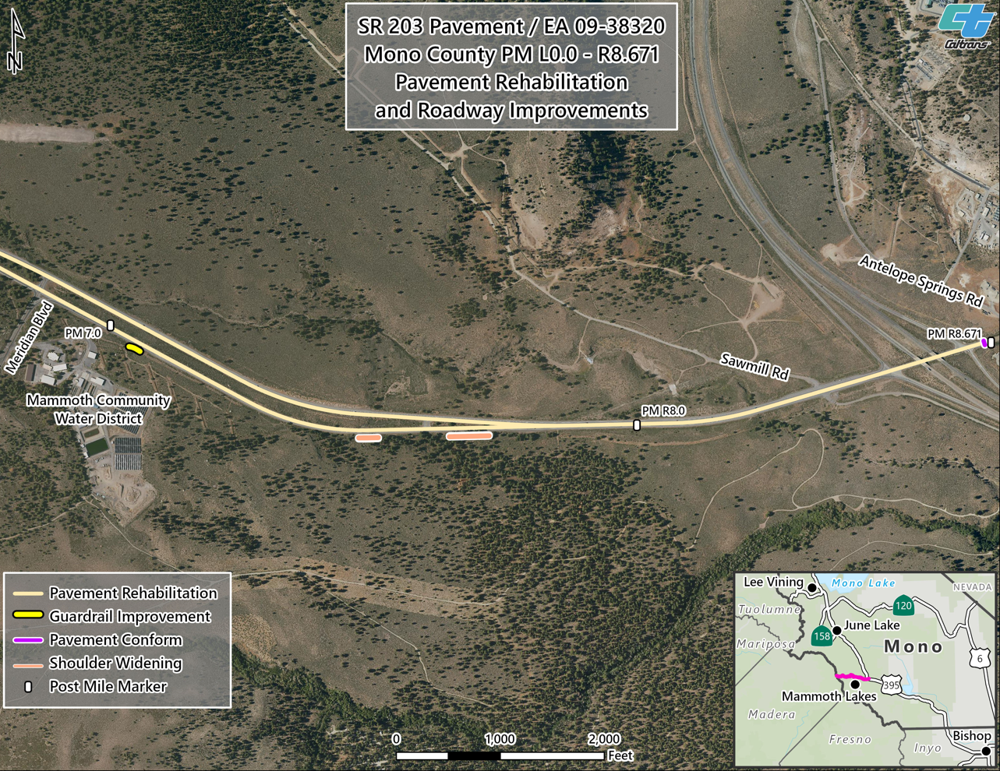 N
SR 203 Pavement / EA 09-38320
Mono County PM L0.0 - R8.671
Pavement Rehabilitation
and Roadway Improvements
ct
Caltrans
Antelope Springs Rd
Meridian Blvd
PM 7.0
PM R8.671
Sawmill Rd
Mammoth Community
Water District
PM R8.0
Pavement Rehabilitation
Guardrail Improvement
Pavement Conform
Shoulder Widening
Post Mile Marker
0 1,000 2,000
Feet
Lee Vining
Mono Lake
NEVADA
Tuolumne
120
June Lake
158
Mariposa
Mono
6
395
Mammoth Lakes
Madera
Fresno
Bishop
Inyo